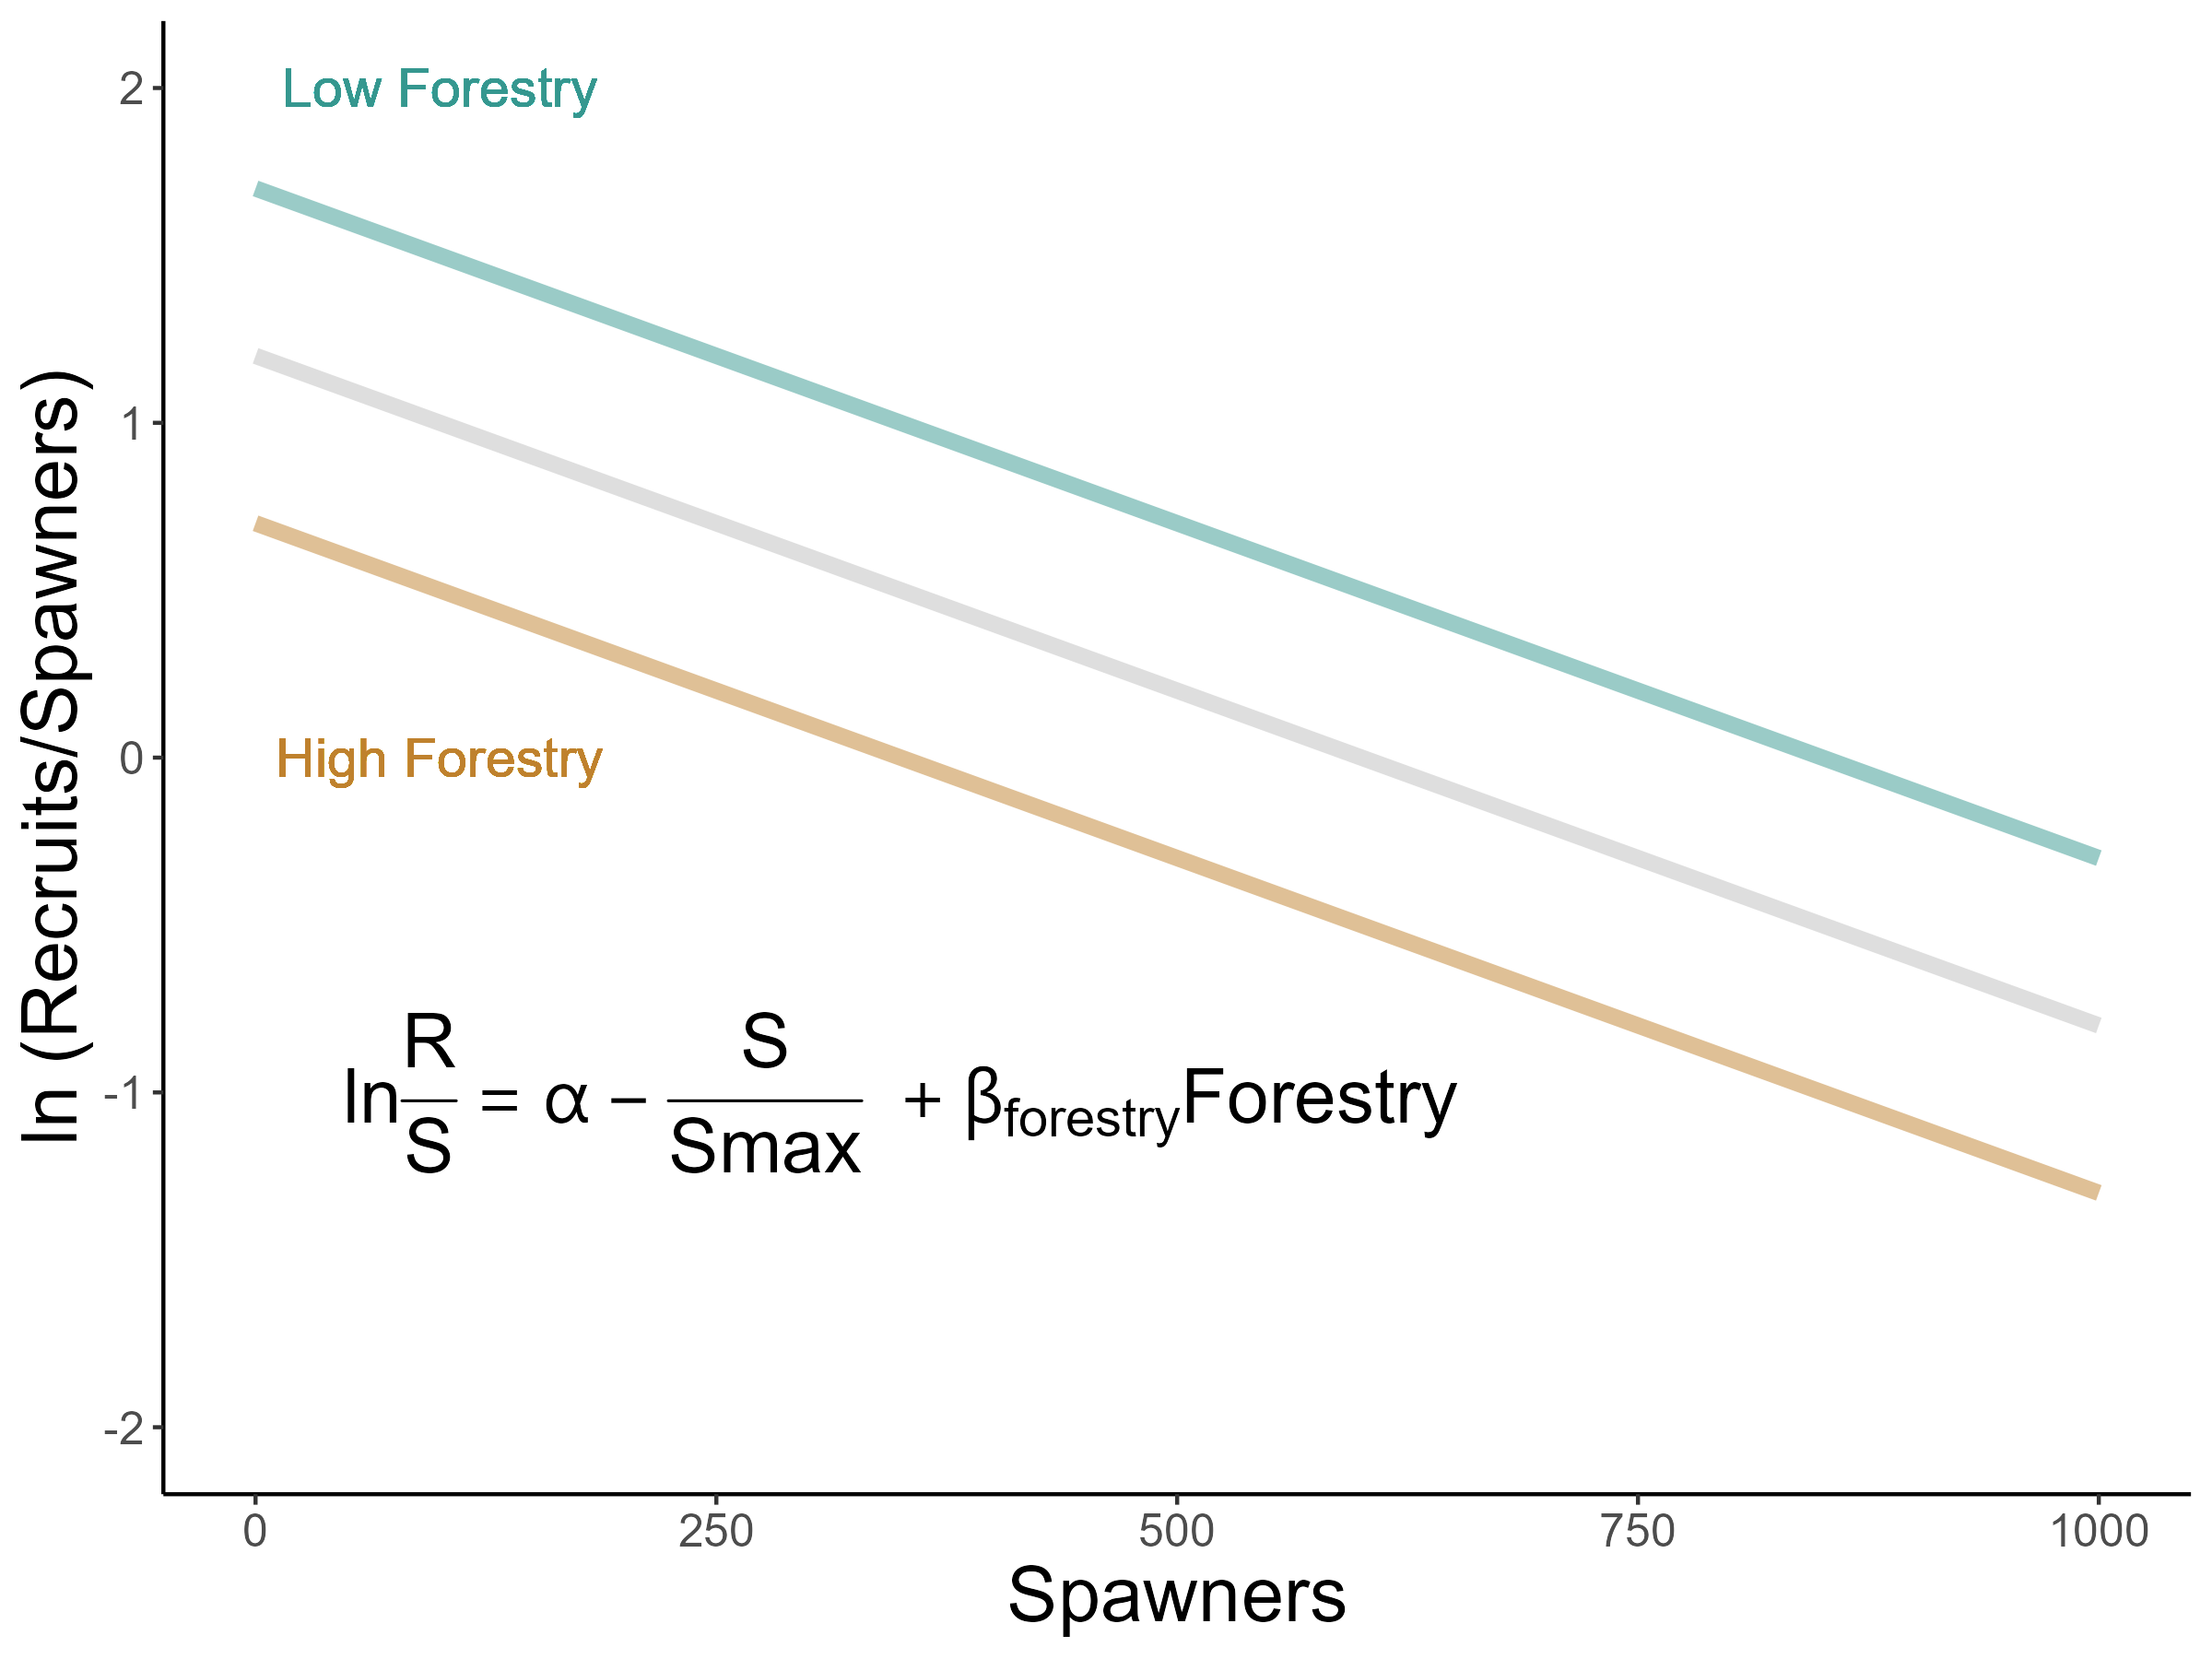 Low Forestry
High Forestry
ln (Recruits/Spawners)
2
1
0
-1
-2
ln R/S = α − S/Smax + βforestryForestry
0 250 500 750 1000
Spawners